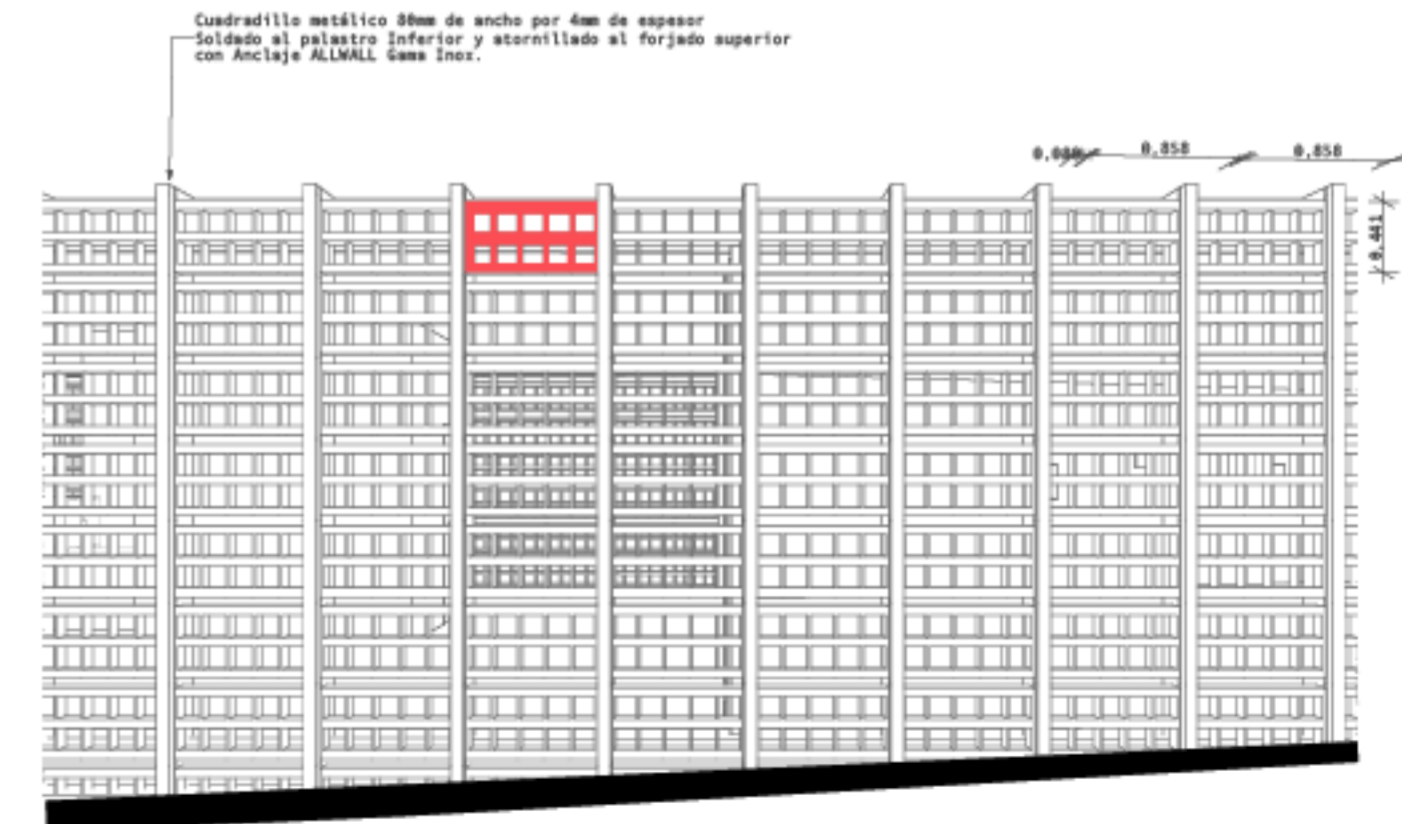 Cuadradillo metálico 80mm de ancho por 4mm de espesor
Soldado al palastro Inferior y atornillado al forjado superior
con Anclaje ALLWALL Gama Inox.
0,858
0,858
0,441